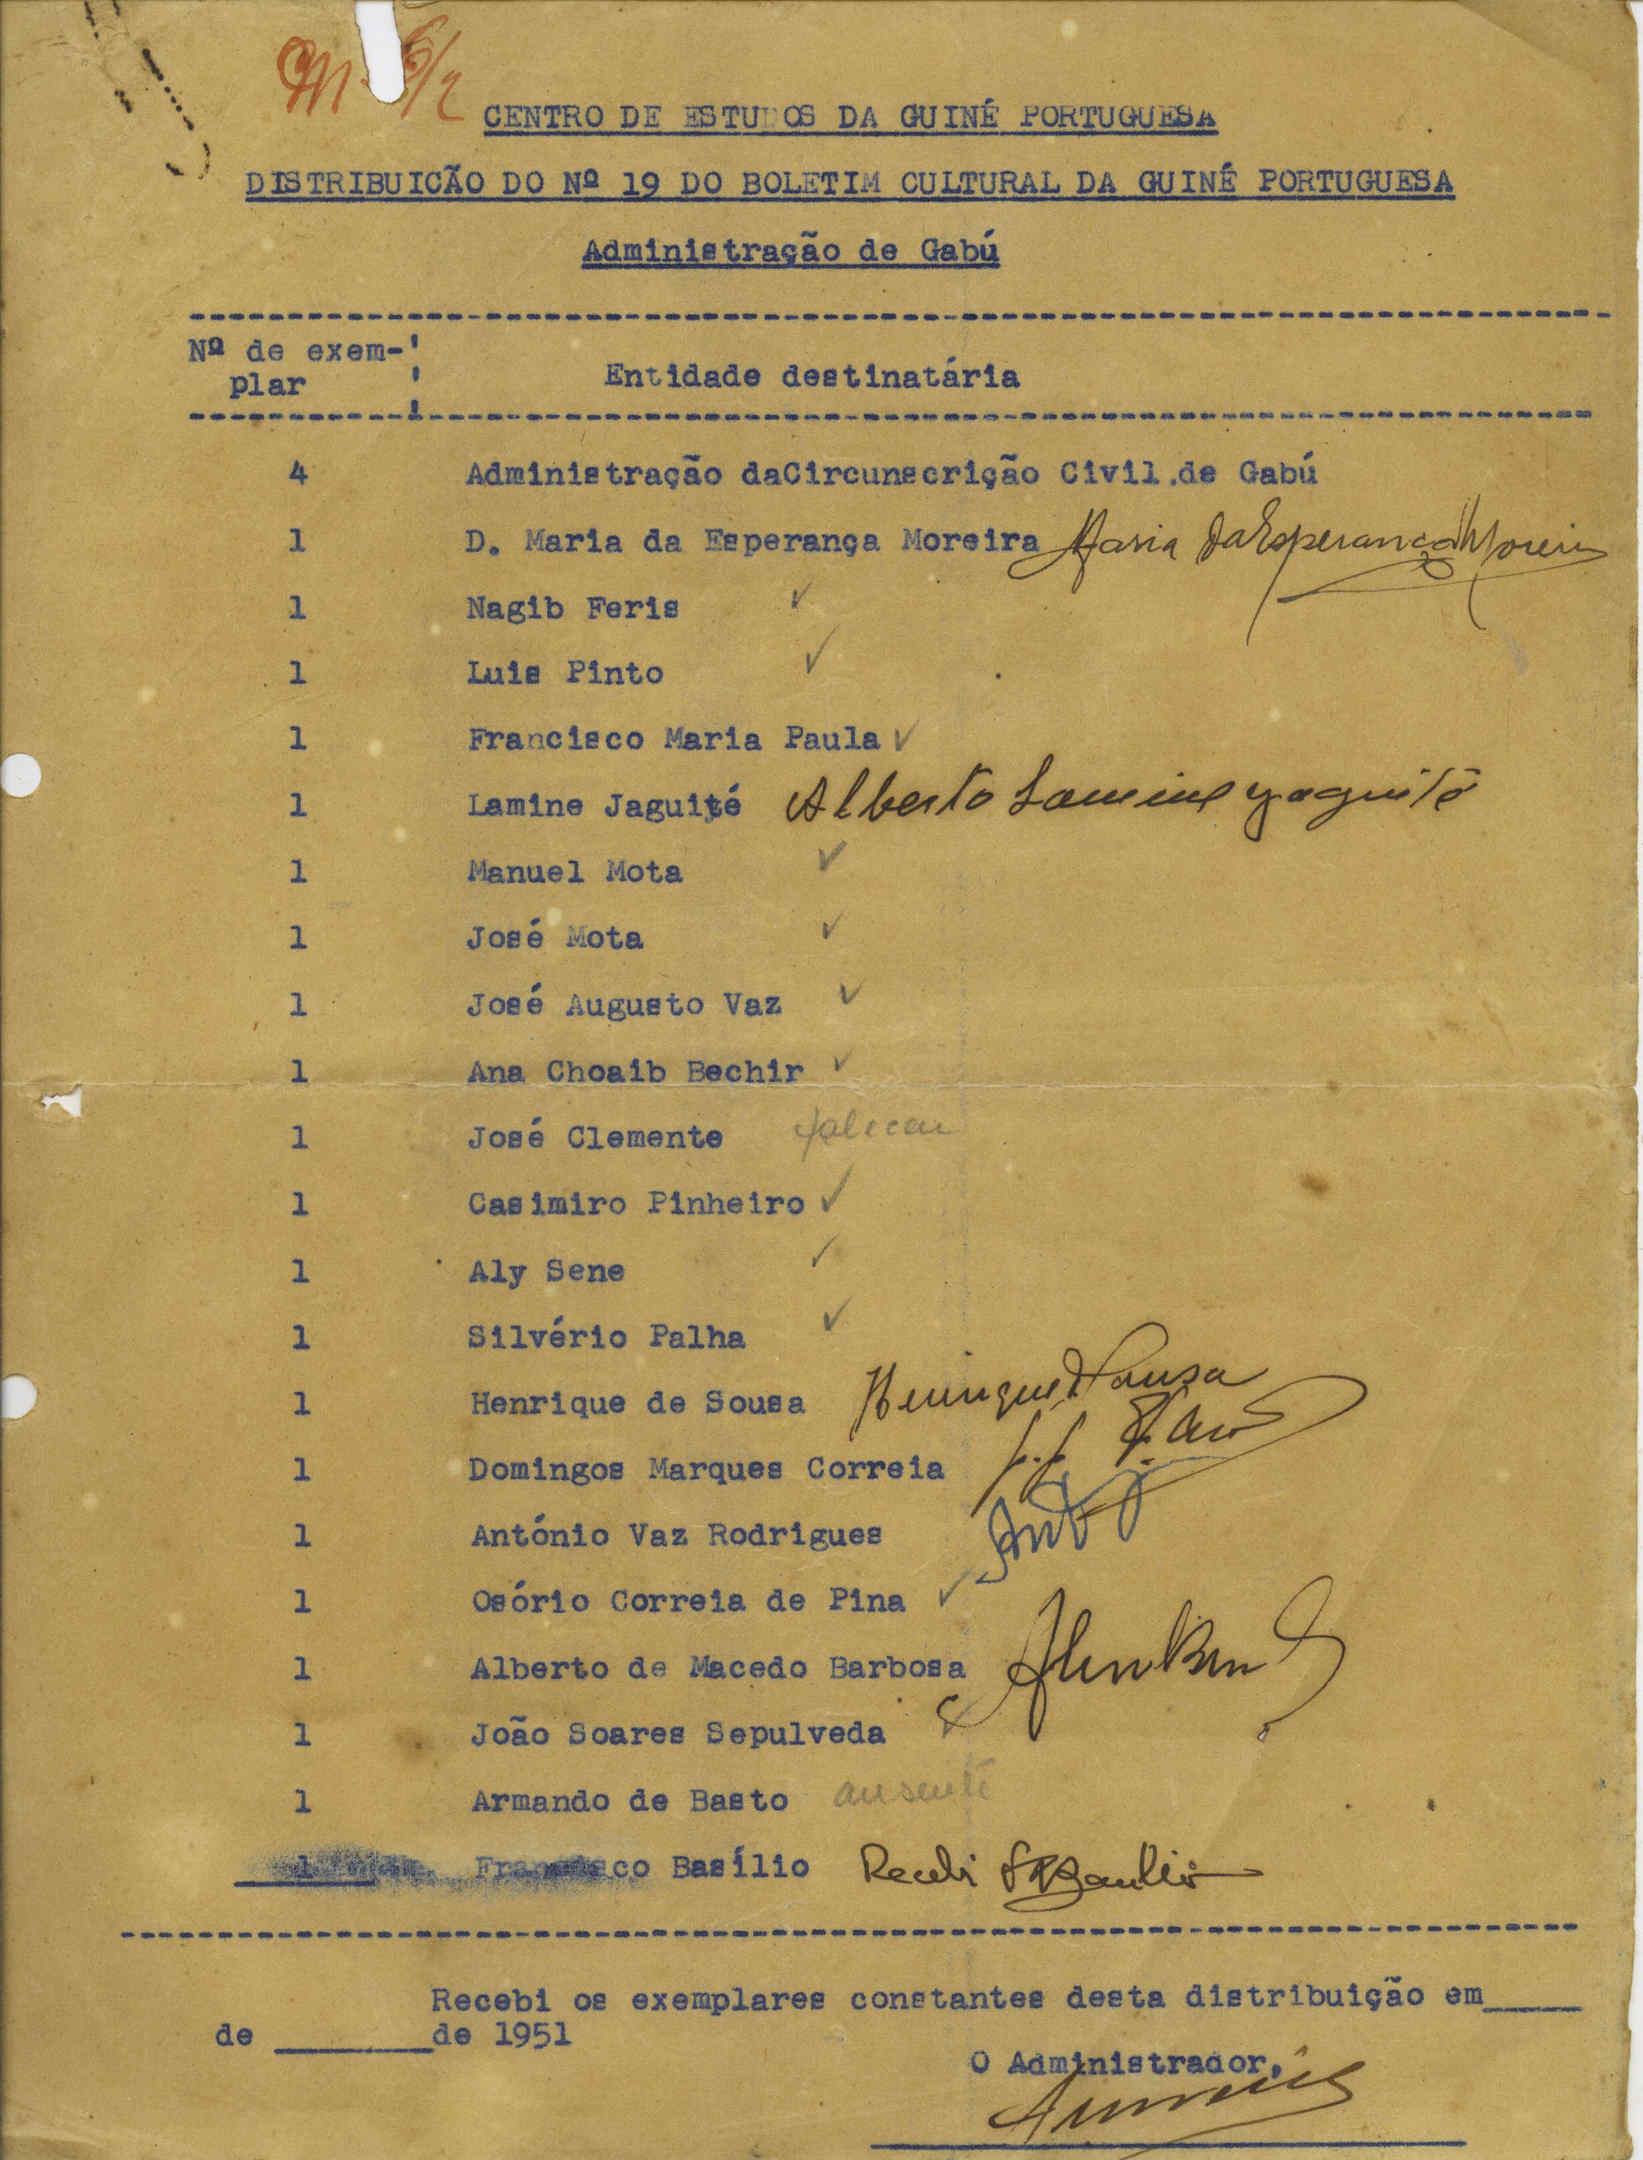 CENTRO DE ESTUDOS DA GUINÉ PORTUGUESA
DISTRIBUICÃO DO Nº 19 DO BOLETIM CULTURAL DA GUINÉ PORTUGUESA
Administração de Gabú
Nº de exem-
plar
Entidade destinatária
4 Administração daCircunscrição Civil.de Gabú
1 D. Maria da Esperança Moreira Maria da Esperança Moreira
1 Nagib Feris ✓
1 Luis Pinto ✓
1 Francisco Maria Paula ✓
1 Lamine Jaguité Alberto Lamine yaguité
1 Manuel Mota ✓
1 José Mota ✓
1 José Augusto Vaz ✓
1 Ana Choaib Bechir ✓
1 José Clemente faleceu
1 Casimiro Pinheiro ✓
1 Aly Sene ✓
1 Silvério Palha ✓
1 Henrique de Sousa Henrique d Sousa
1 Domingos Marques Correia
1 António Vaz Rodrigues
1 Osório Correia de Pina ✓
1 Alberto de Macedo Barbosa
1 João Soares Sepulveda
1 Armando de Basto ausente
1 Francisco Basílio Recebi
Recebi os exemplares constantes desta distribuição em_____
de ________de 1951
O Administrador,